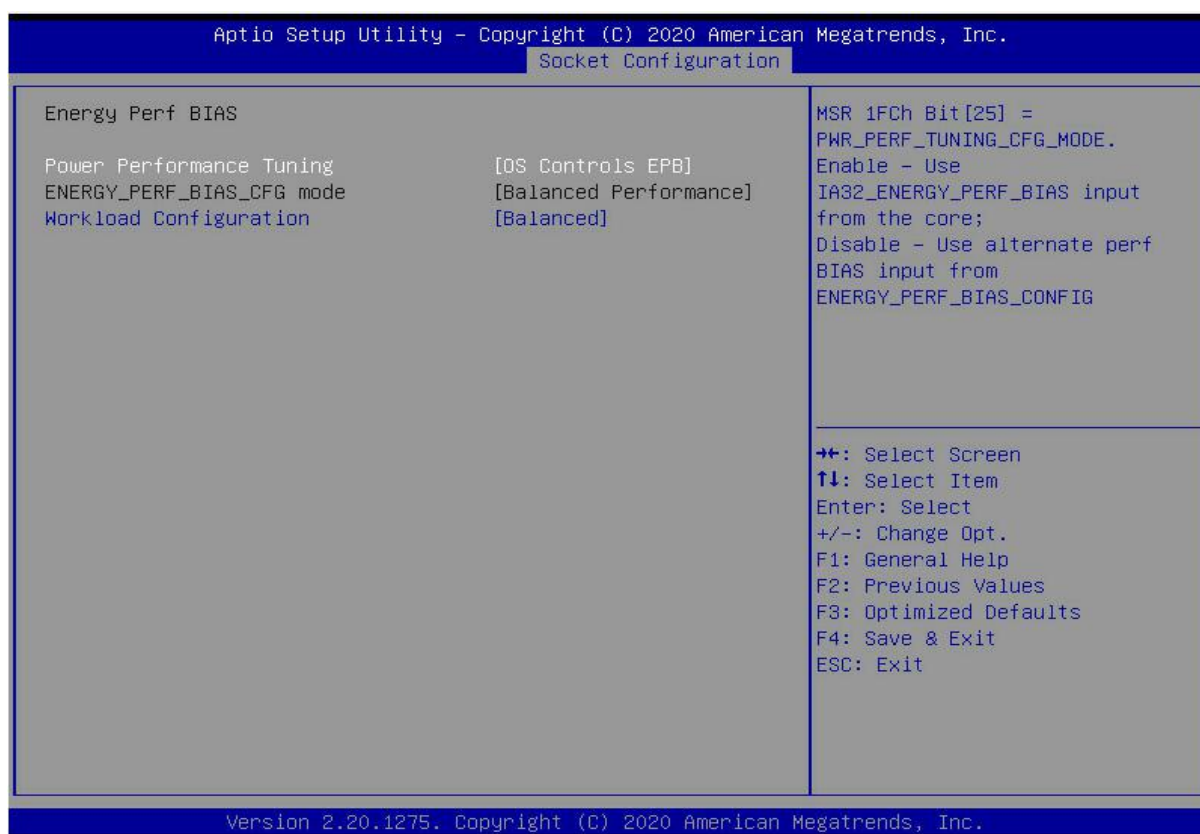 Aptio Setup Utility – Copyright (C) 2020 American Megatrends, Inc.
Socket Configuration
Energy Perf BIAS
Power Performance Tuning [OS Controls EPB]
ENERGY_PERF_BIAS_CFG mode [Balanced Performance]
Workload Configuration [Balanced]
MSR 1FCh Bit[25] =
PWR_PERF_TUNING_CFG_MODE.
Enable – Use
IA32_ENERGY_PERF_BIAS input
from the core;
Disable – Use alternate perf
BIAS input from
ENERGY_PERF_BIAS_CONFIG
→←: Select Screen
↑↓: Select Item
Enter: Select
+/-: Change Opt.
F1: General Help
F2: Previous Values
F3: Optimized Defaults
F4: Save & Exit
ESC: Exit
Version 2.20.1275. Copyright (C) 2020 American Megatrends, Inc.